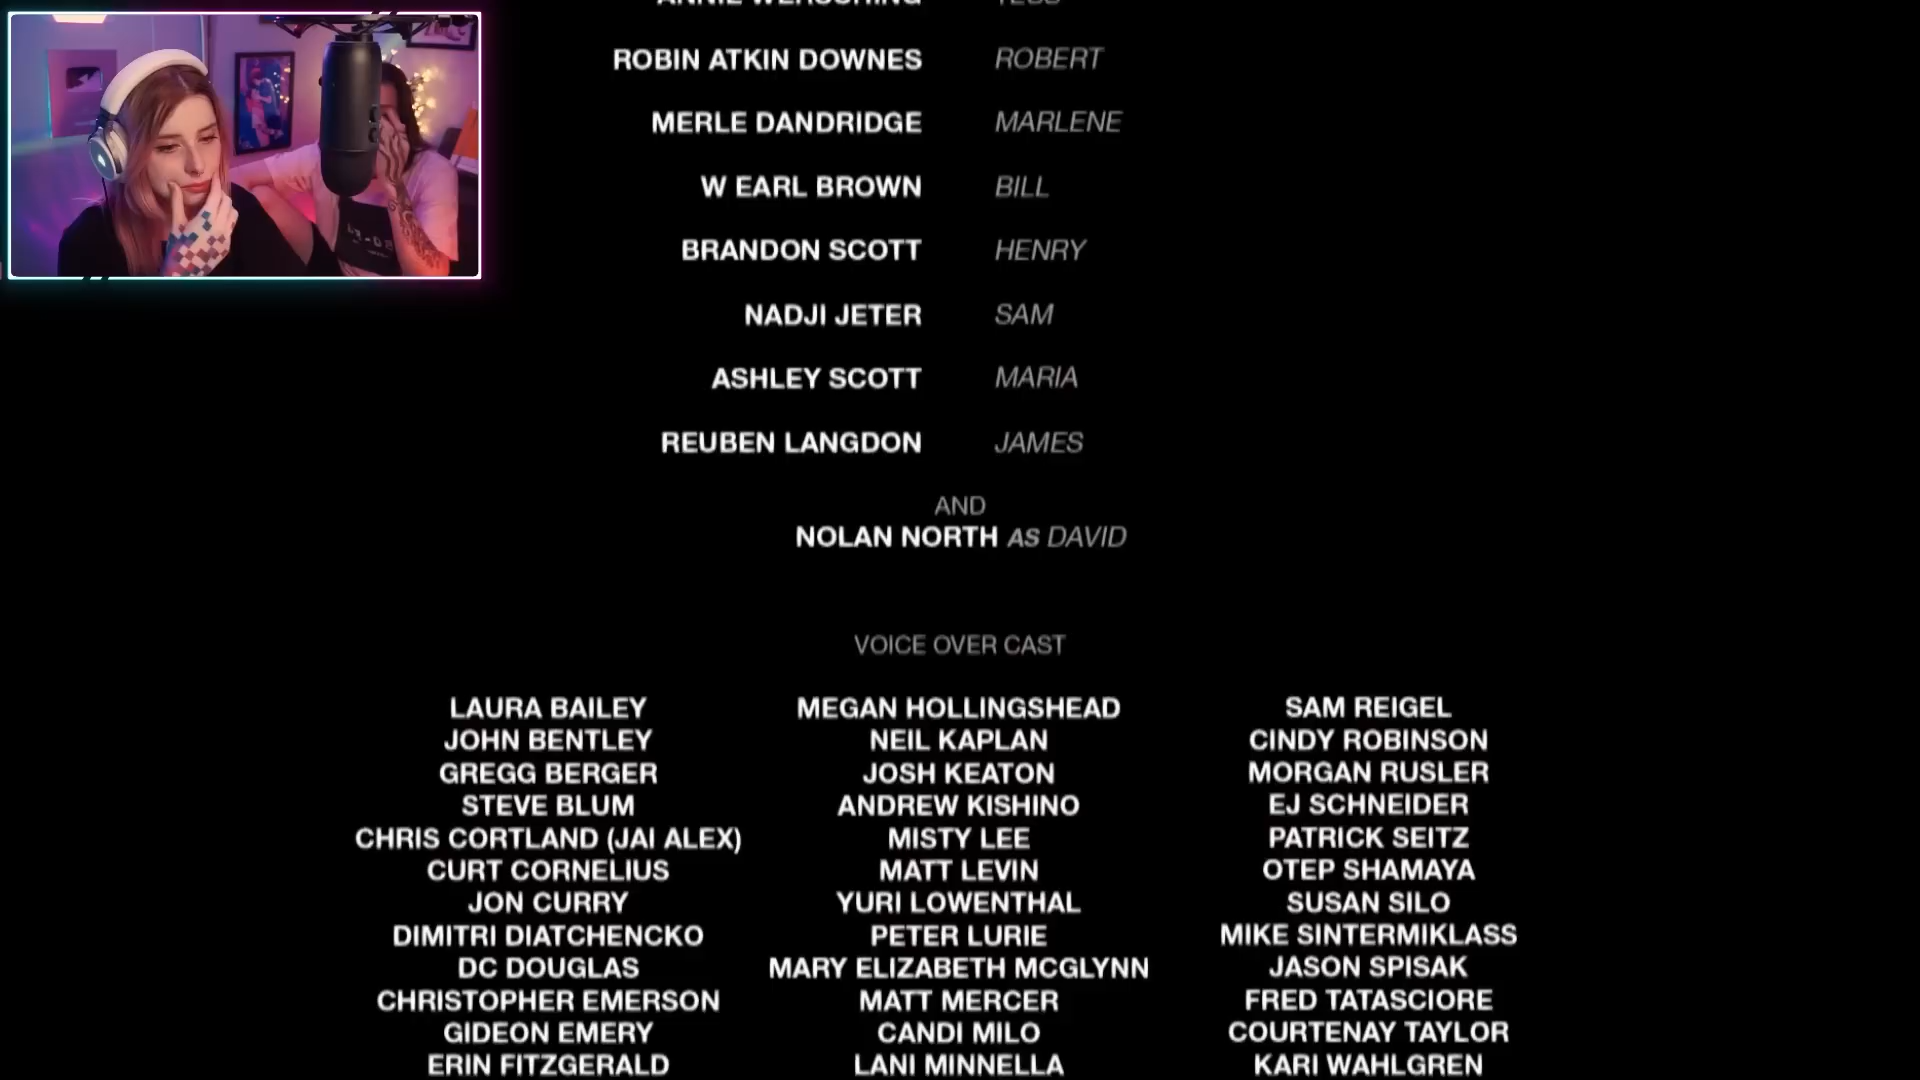 ANNIE WERSCHING TESS
ROBIN ATKIN DOWNES ROBERT
MERLE DANDRIDGE MARLENE
W EARL BROWN BILL
BRANDON SCOTT HENRY
NADJI JETER SAM
ASHLEY SCOTT MARIA
REUBEN LANGDON JAMES
AND
NOLAN NORTH AS DAVID
VOICE OVER CAST
LAURA BAILEY MEGAN HOLLINGSHEAD SAM REIGEL
JOHN BENTLEY NEIL KAPLAN CINDY ROBINSON
GREGG BERGER JOSH KEATON MORGAN RUSLER
STEVE BLUM ANDREW KISHINO EJ SCHNEIDER
CHRIS CORTLAND (JAI ALEX) MISTY LEE PATRICK SEITZ
CURT CORNELIUS MATT LEVIN OTEP SHAMAYA
JON CURRY YURI LOWENTHAL SUSAN SILO
DIMITRI DIATCHENCKO PETER LURIE MIKE SINTERMIKLASS
DC DOUGLAS MARY ELIZABETH MCGLYNN JASON SPISAK
CHRISTOPHER EMERSON MATT MERCER FRED TATASCIORE
GIDEON EMERY CANDI MILO COURTENAY TAYLOR
ERIN FITZGERALD LANI MINNELLA KARI WAHLGREN